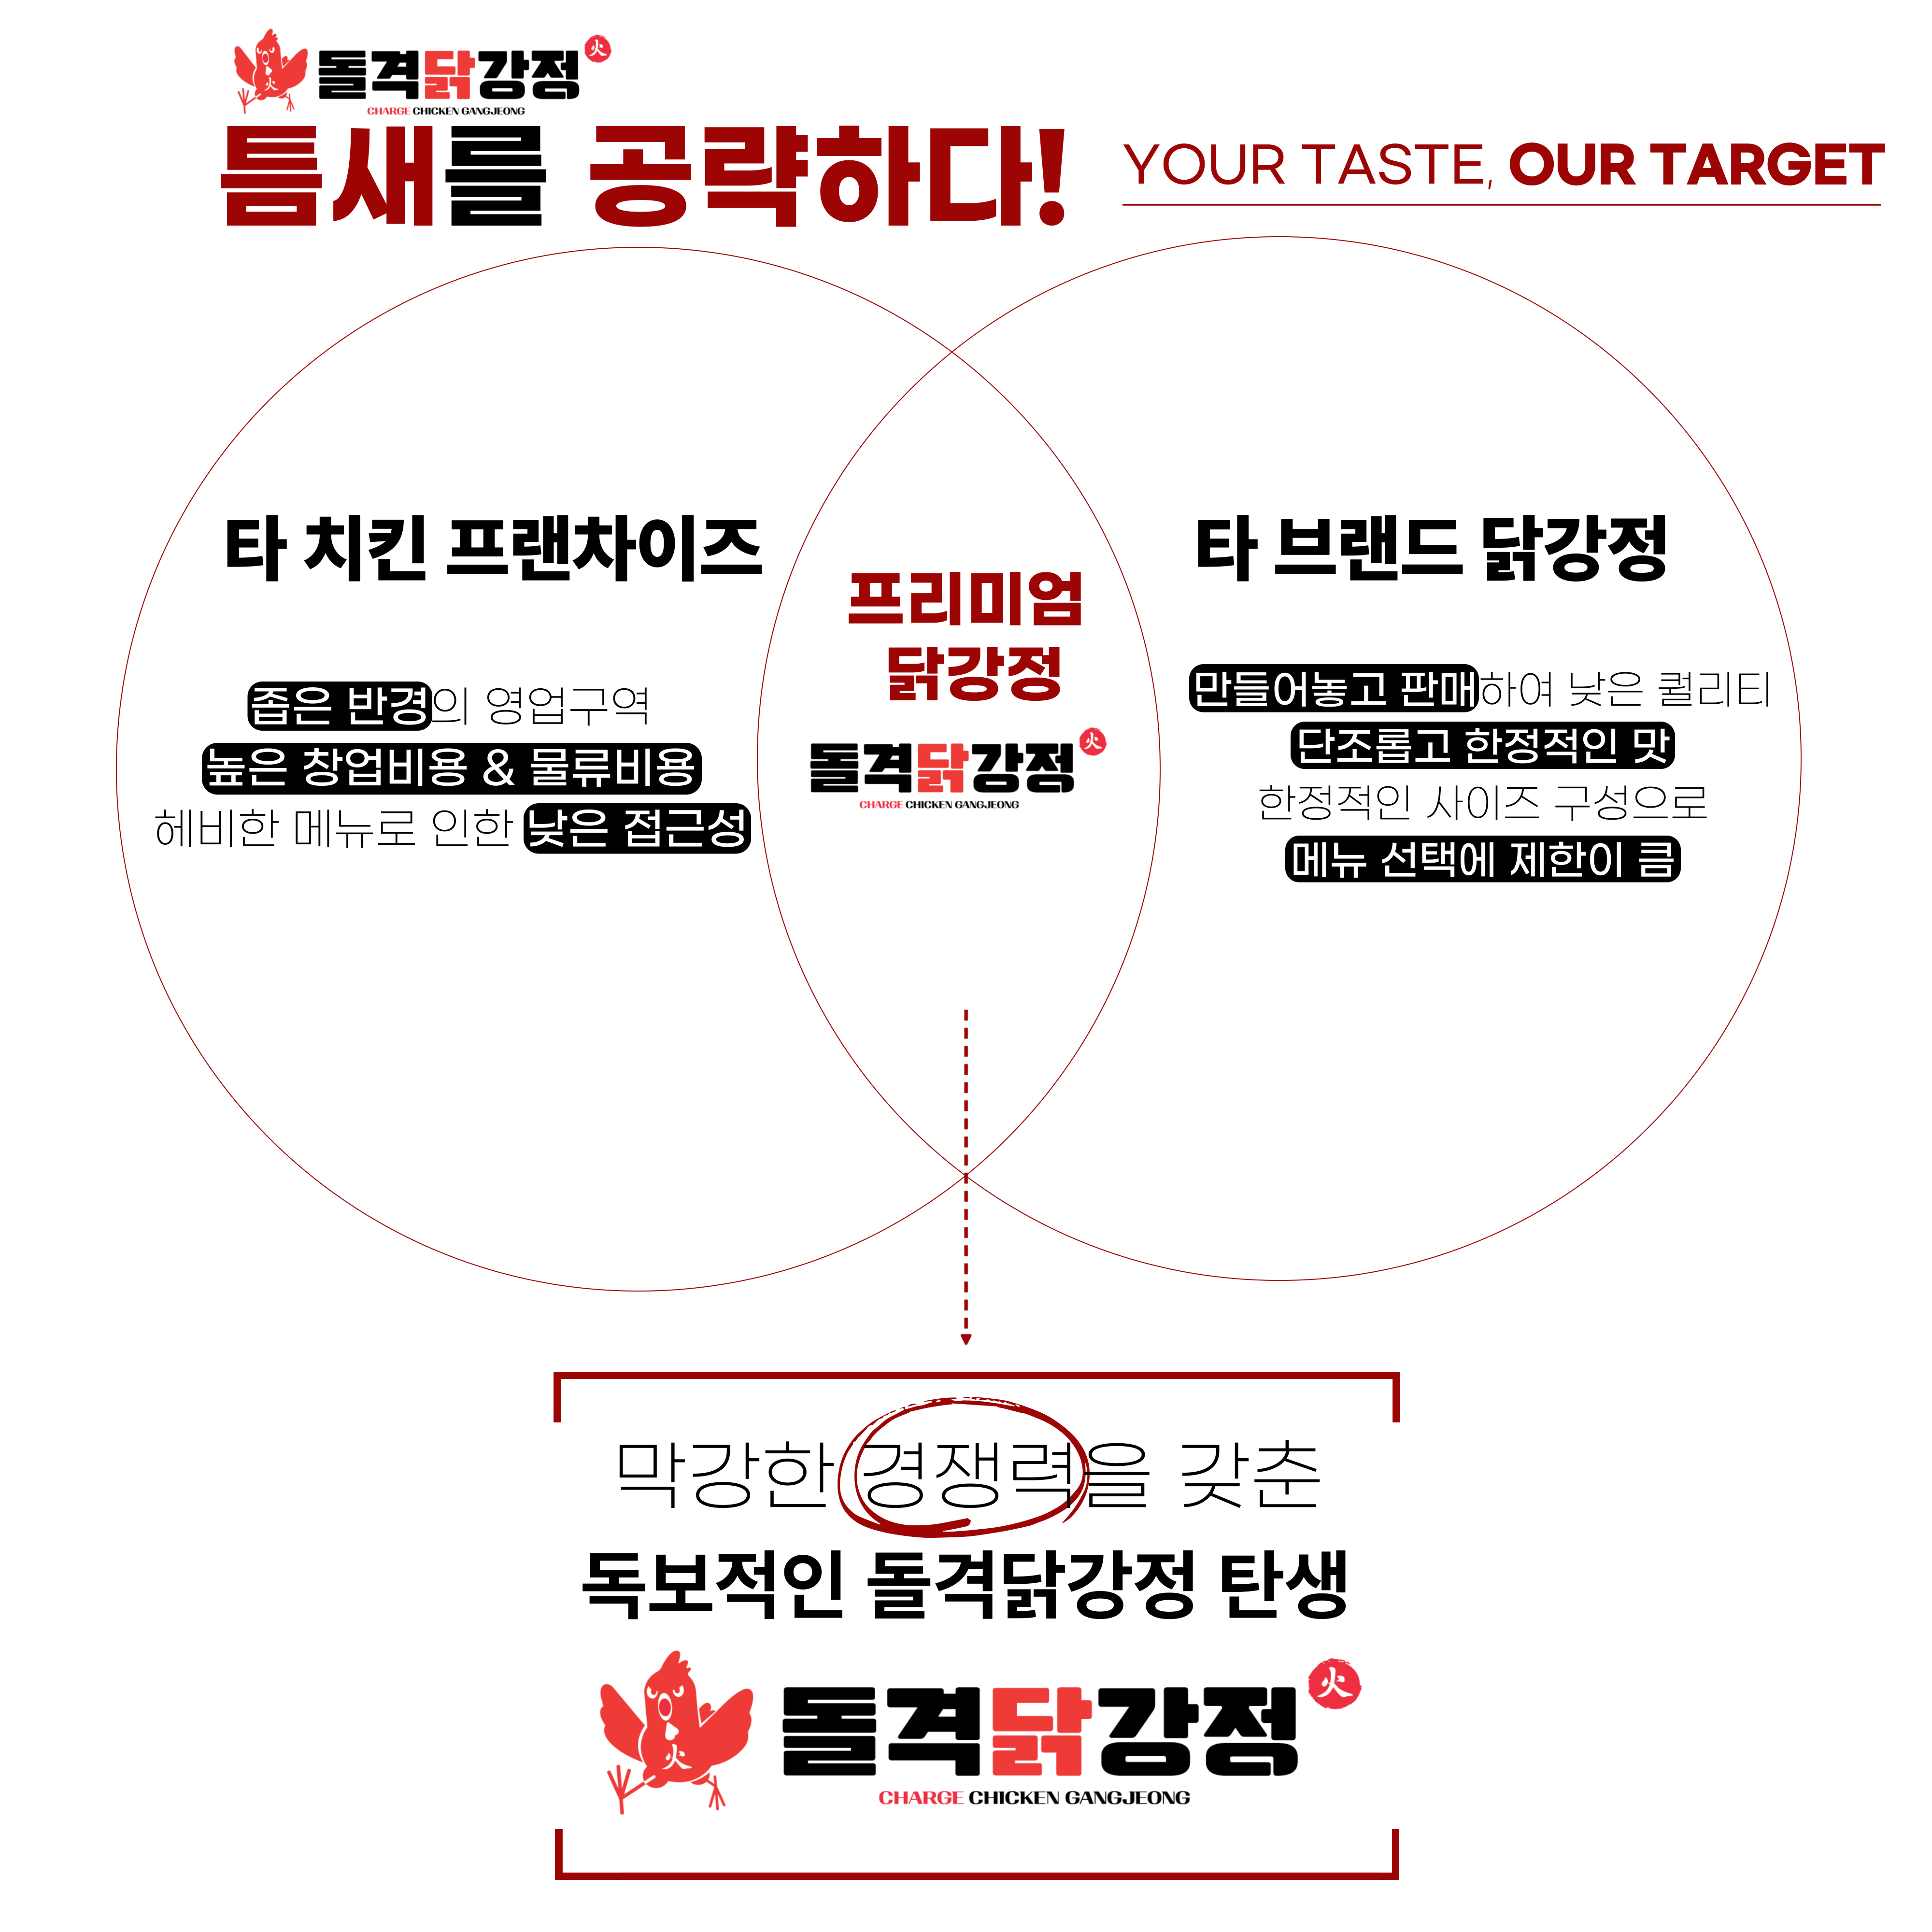 돌격닭강정 火
CHARGE CHICKEN GANGJEONG
틈새를 공략하다!
YOUR TASTE, OUR TARGET
타 치킨 프랜차이즈
좁은 반경의 영업구역
높은 창업비용 & 물류비용
헤비한 메뉴로 인한 낮은 접근성
프리미엄
닭강정
돌격닭강정 火
CHARGE CHICKEN GANGJEONG
타 브랜드 닭강정
만들어놓고 판매하여 낮은 퀄리티
단조롭고 한정적인 맛
한정적인 사이즈 구성으로
메뉴 선택에 제한이 큼
막강한 경쟁력을 갖춘
독보적인 돌격닭강정 탄생
돌격닭강정 火
CHARGE CHICKEN GANGJEONG